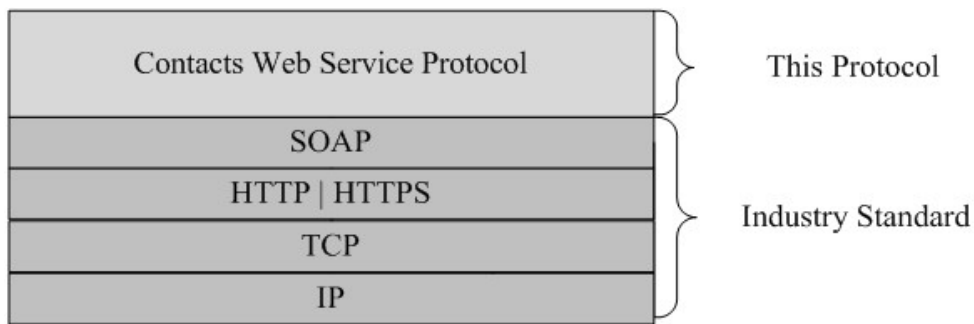 Contacts Web Service Protocol
This Protocol
SOAP
HTTP | HTTPS
TCP
IP
Industry Standard